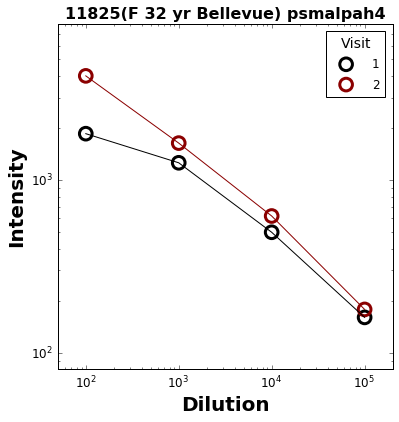 11825(F 32 yr Bellevue) psmalpah4
Visit
1
2
Intensity
10³
10²
10² 10³ 10⁴ 10⁵
Dilution